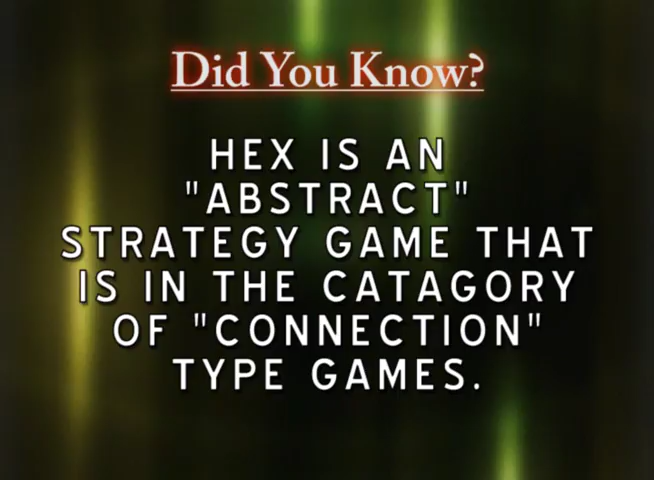 Did You Know?
HEX IS AN
"ABSTRACT"
STRATEGY GAME THAT
IS IN THE CATAGORY
OF "CONNECTION"
TYPE GAMES.